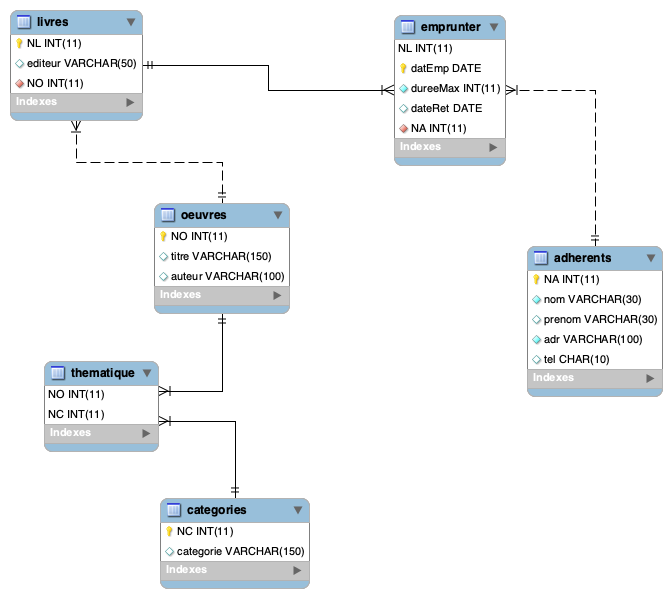 livres
NL INT(11)
editeur VARCHAR(50)
NO INT(11)
Indexes
emprunter
NL INT(11)
datEmp DATE
dureeMax INT(11)
dateRet DATE
NA INT(11)
Indexes
oeuvres
NO INT(11)
titre VARCHAR(150)
auteur VARCHAR(100)
Indexes
adherents
NA INT(11)
nom VARCHAR(30)
prenom VARCHAR(30)
adr VARCHAR(100)
tel CHAR(10)
Indexes
thematique
NO INT(11)
NC INT(11)
Indexes
categories
NC INT(11)
categorie VARCHAR(150)
Indexes